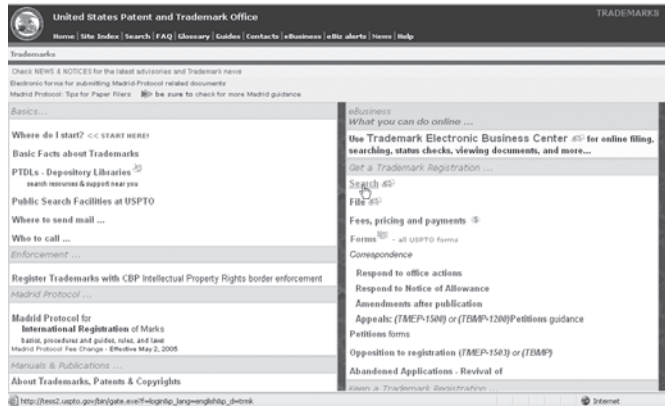 United States Patent and Trademark Office
TRADEMARKS
Home | Site Index | Search | FAQ | Glossary | Guides | Contacts | eBusiness | eBiz alerts | News | Help
Trademarks
Check NEWS & NOTICES for the latest advisories and Trademark news
Electronic forms for submitting Madrid-Protocol related documents
Madrid Protocol: Tips for Paper Filers be sure to check for more Madrid guidance
Basics...
Where do I start? << START HERE!
Basic Facts about Trademarks
PTDLs - Depository Libraries
search resources & support near you
Public Search Facilities at USPTO
Where to send mail ...
Who to call ...
Enforcement ...
Register Trademarks with CBP Intellectual Property Rights border enforcement
Madrid Protocol ...
Madrid Protocol for
International Registration of Marks
basics, procedures and guides, rules, and laws
Madrid Protocol Fee Change - Effective May 2, 2005
Manuals & Publications ...
About Trademarks, Patents & Copyrights
eBusiness
What you can do online ...
Use Trademark Electronic Business Center for online filing,
searching, status checks, viewing documents, and more...
Get a Trademark Registration ...
Search
File
Fees, pricing and payments
Forms - all USPTO forms
Correspondence
Respond to office actions
Respond to Notice of Allowance
Amendments after publication
Appeals: (TMEP-1500) or (TBMP-1200)Petitions guidance
Petitions forms
Opposition to registration (TMEP-1503) or (TBMP)
Abandoned Applications - Revival of
Keep a Trademark Registration ...
http://tess2.uspto.gov/bin/gate.exe?f=login&p_lang=english&p_d=trmk
Internet